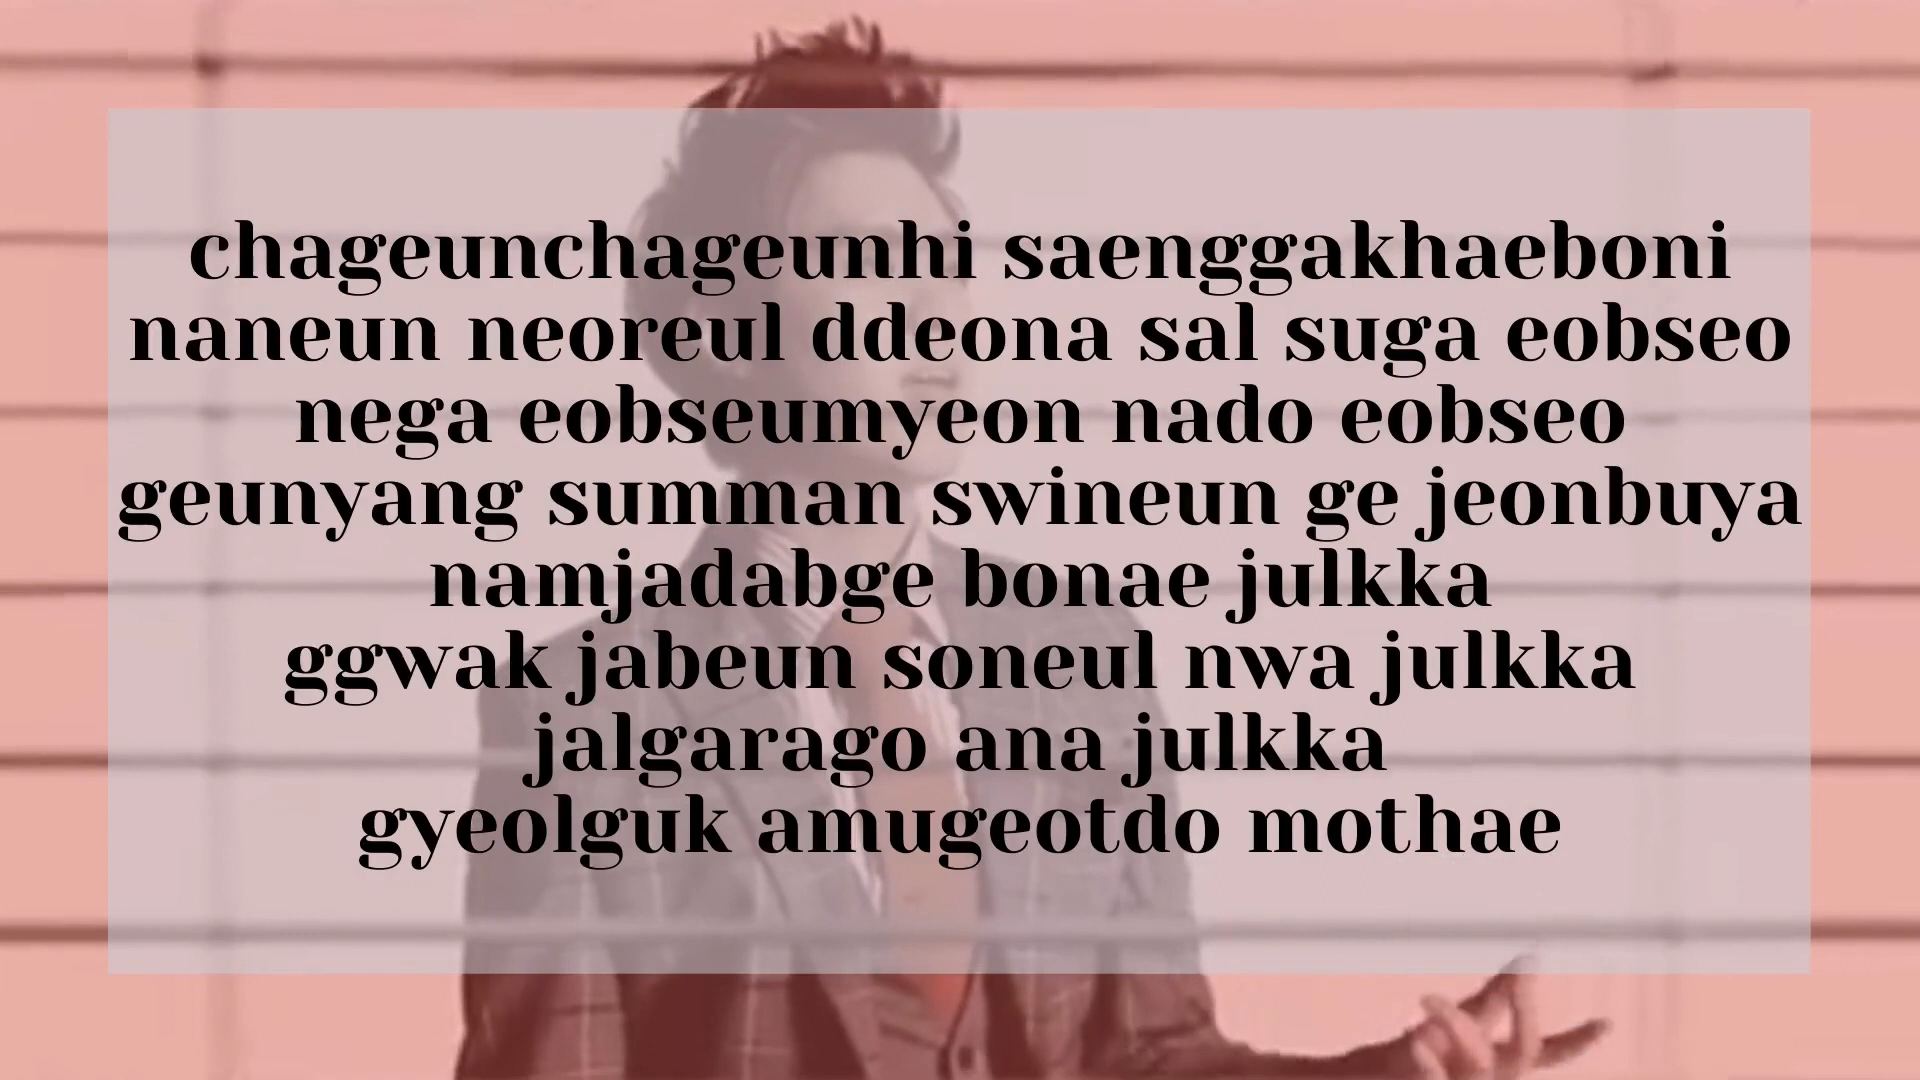 chageunchageunhi saenggakhaeboni
naneun neoreul ddeona sal suga eobseo
nega eobseumyeon nado eobseo
geunyang summan swineun ge jeonbuya
namjadabge bonae julkka
ggwak jabeun soneul nwa julkka
jalgarago ana julkka
gyeolguk amugeotdo mothae